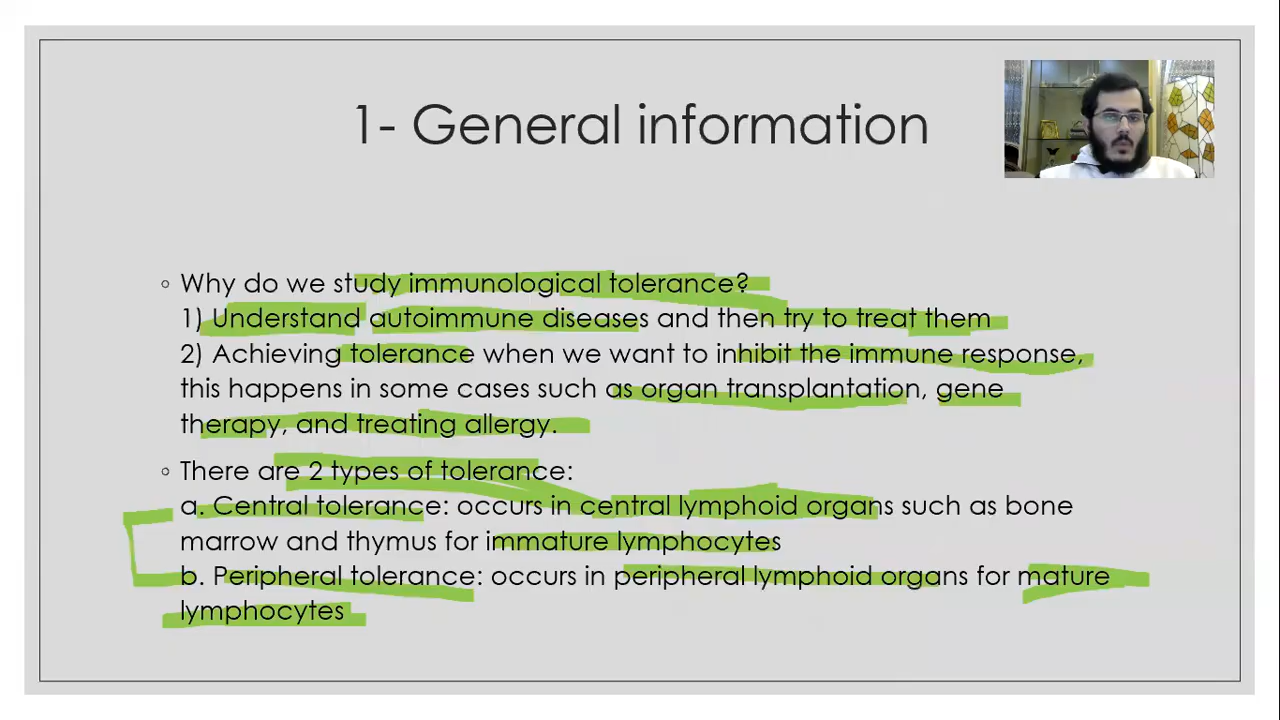 1- General information
◦ Why do we study immunological tolerance?
1) Understand autoimmune diseases and then try to treat them
2) Achieving tolerance when we want to inhibit the immune response,
this happens in some cases such as organ transplantation, gene
therapy, and treating allergy.
◦ There are 2 types of tolerance:
a. Central tolerance: occurs in central lymphoid organs such as bone
marrow and thymus for immature lymphocytes
b. Peripheral tolerance: occurs in peripheral lymphoid organs for mature
lymphocytes